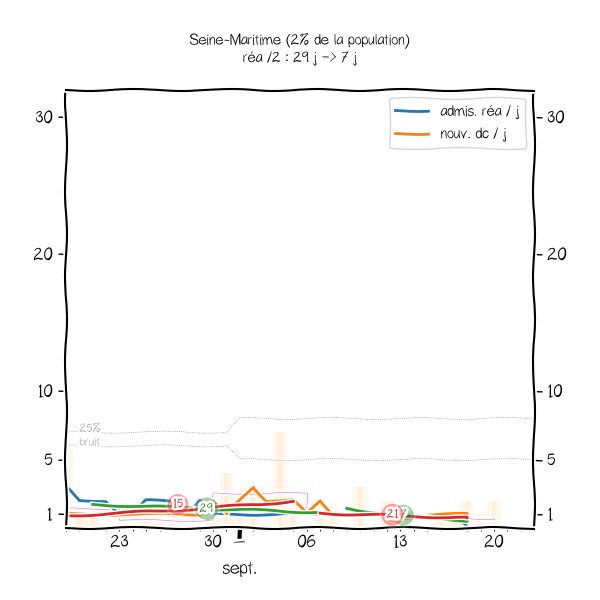 Seine-Maritime (2% de la population)
réa /2 : 29 j -> 7 j
admis. réa / j
nouv. dc / j
30 30
20 20
10 10
25%
bruit
5 5
1 1
15 29 21 7
23 30 06 13 20
sept.